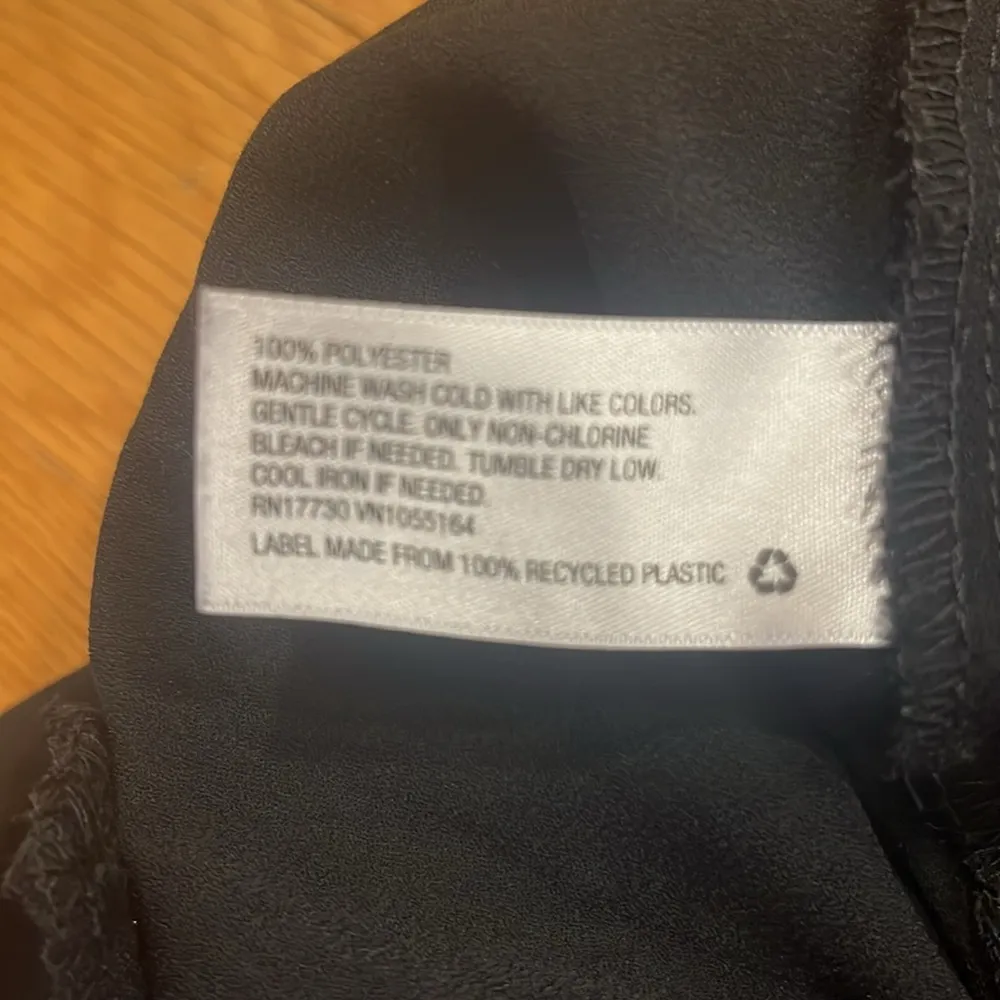 100% POLYESTER
MACHINE WASH COLD WITH LIKE COLORS.
GENTLE CYCLE. ONLY NON-CHLORINE
BLEACH IF NEEDED. TUMBLE DRY LOW.
COOL IRON IF NEEDED.
RN17730 VN1055164
LABEL MADE FROM 100% RECYCLED PLASTIC